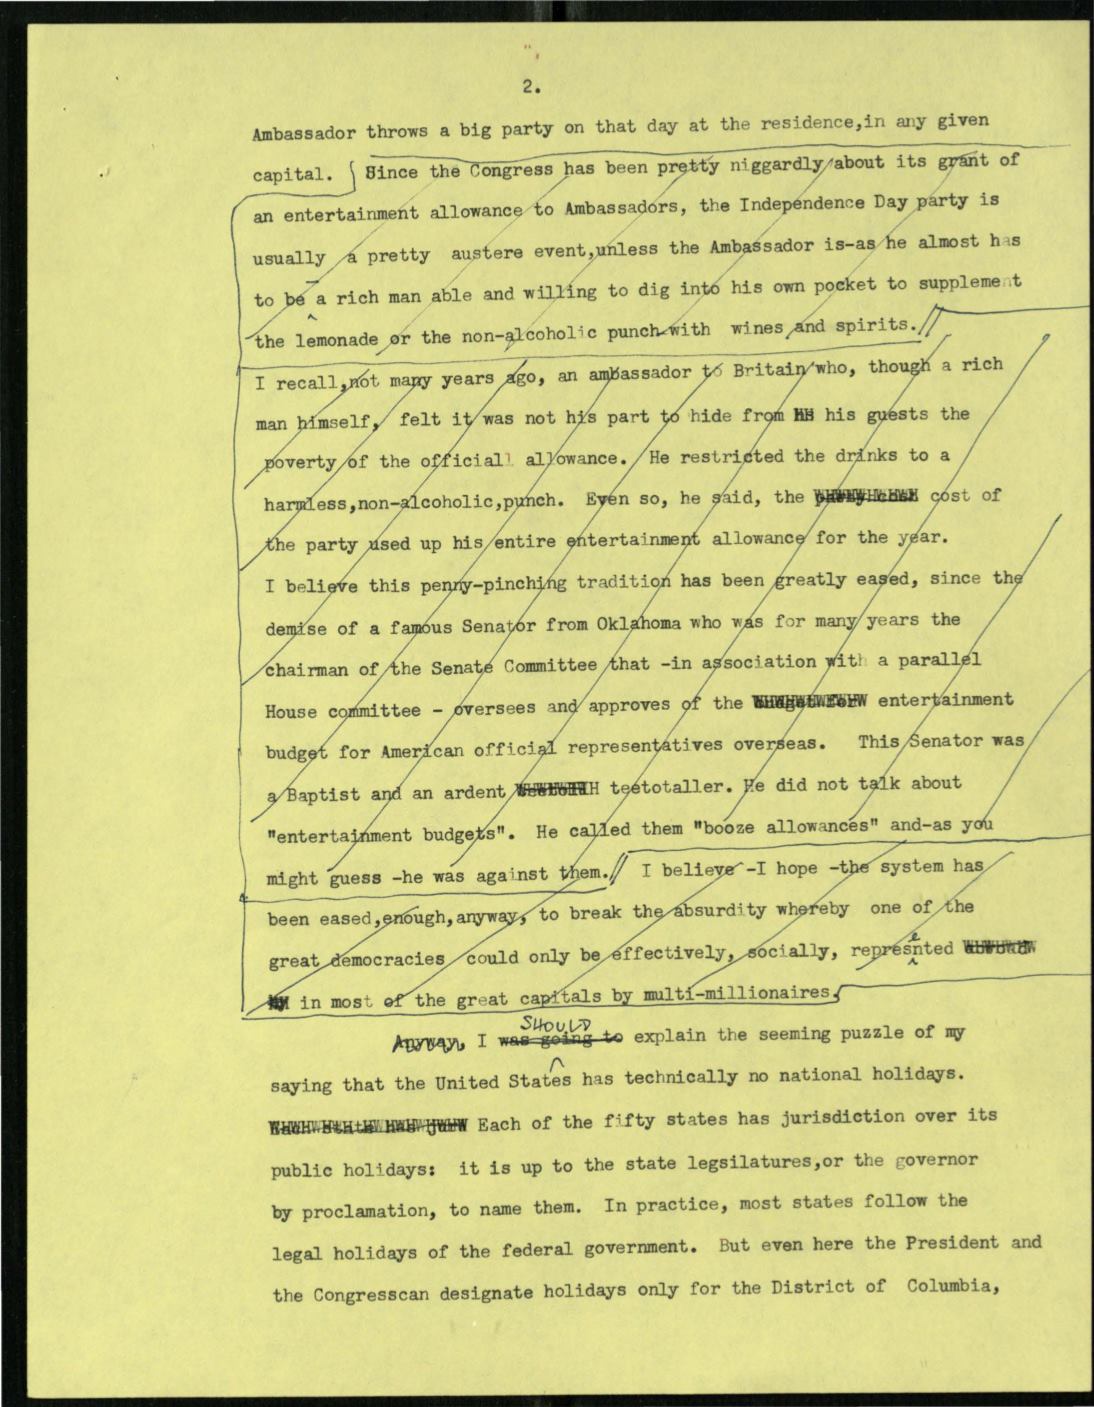 2.
Ambassador throws a big party on that day at the residence,in any given
capital. Since the Congress has been pretty niggardly about its grant of
an entertainment allowance to Ambassadors, the Independence Day party is
usually a pretty austere event,unless the Ambassador is-as he almost has
to be a rich man able and willing to dig into his own pocket to supplement
the lemonade or the non-alcoholic punch with wines and spirits.
I recall,not many years ago, an ambassador to Britain who, though a rich
man himself, felt it was not his part to hide from his guests the
poverty of the officiall allowance. He restricted the drinks to a
harmless,non-alcoholic,punch. Even so, he said, the cost of
the party used up his entire entertainment allowance for the year.
I believe this penny-pinching tradition has been greatly eased, since the
demise of a famous Senator from Oklahoma who was for many years the
chairman of the Senate Committee that -in association with a parallel
House committee - oversees and approves of the entertainment
budget for American official representatives overseas. This Senator was
a Baptist and an ardent teetotaller. He did not talk about
"entertainment budgets". He called them "booze allowances" and-as you
might guess -he was against them. I believe -I hope -the system has
been eased,enough,anyway, to break the absurdity whereby one of the
great democracies could only be effectively, socially, represented
in most of the great capitals by multi-millionaires.
SHOULD
Anyway, I was going to explain the seeming puzzle of my
saying that the United States has technically no national holidays.
Each of the fifty states has jurisdiction over its
public holidays: it is up to the state legsilatures,or the governor
by proclamation, to name them. In practice, most states follow the
legal holidays of the federal government. But even here the President and
the Congresscan designate holidays only for the District of Columbia,